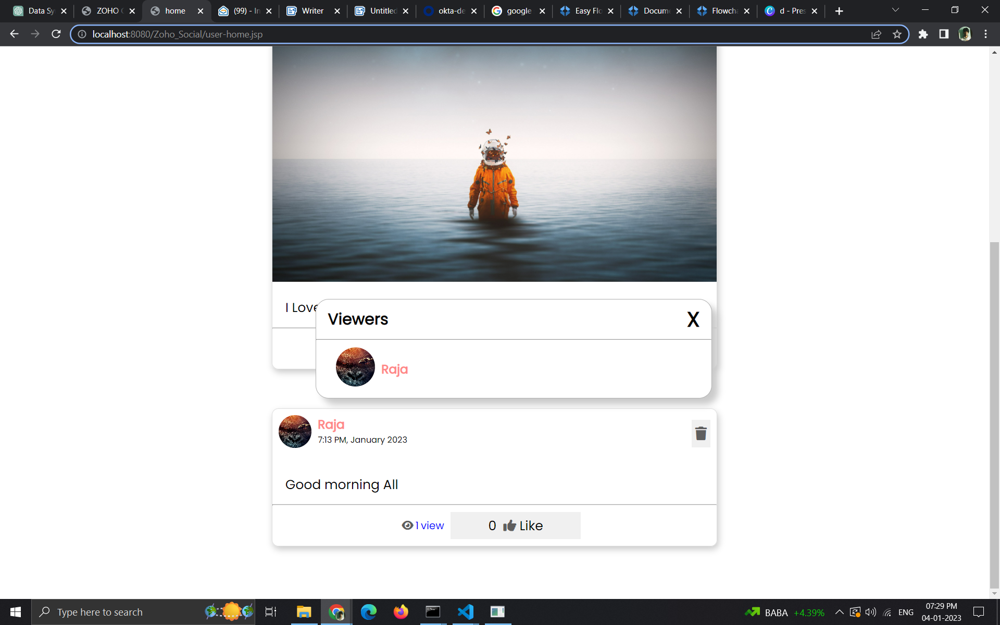 Data Sy
ZOHO
home
(99) - In
Writer
Untitled
okta-de
google
Easy Flo
Docume
Flowcha
d - Pres
localhost:8080/Zoho_Social/user-home.jsp
I Love
Viewers
X
Raja
Raja
7:13 PM, January 2023
Good morning All
1 view
0 Like
Type here to search
BABA +4.39%
ENG
07:29 PM
04-01-2023